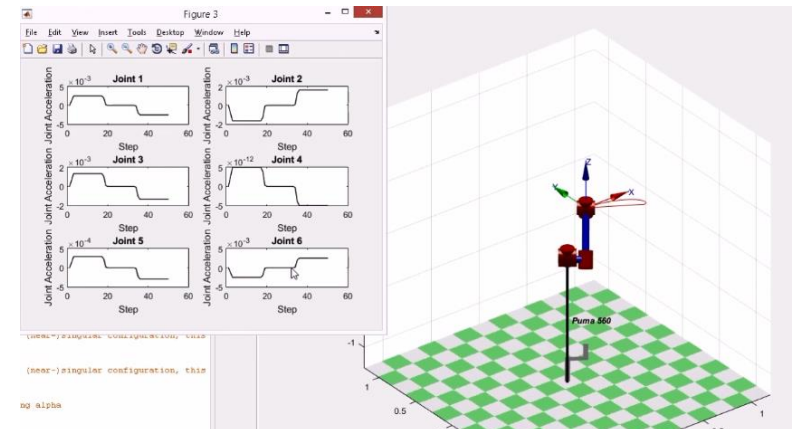 Figure 3
File Edit View Insert Tools Desktop Window Help
Joint 1
×10-3
5
0
-5
Joint Acceleration
0 20 40 60
Step
Joint 2
×10-3
2
0
-2
Joint Acceleration
0 20 40 60
Step
Joint 3
×10-3
2
0
-2
Joint Acceleration
0 20 40 60
Step
Joint 4
×10-12
5
0
-5
Joint Acceleration
0 20 40 60
Step
Joint 5
×10-4
5
0
-5
Joint Acceleration
0 20 40 60
Step
Joint 6
×10-3
5
0
-5
Joint Acceleration
0 20 40 60
Step
(near-)singular configuration, this
(near-)singular configuration, this
ng alpha
Z
Y
X
Puma 560
-1
1
0.5
1